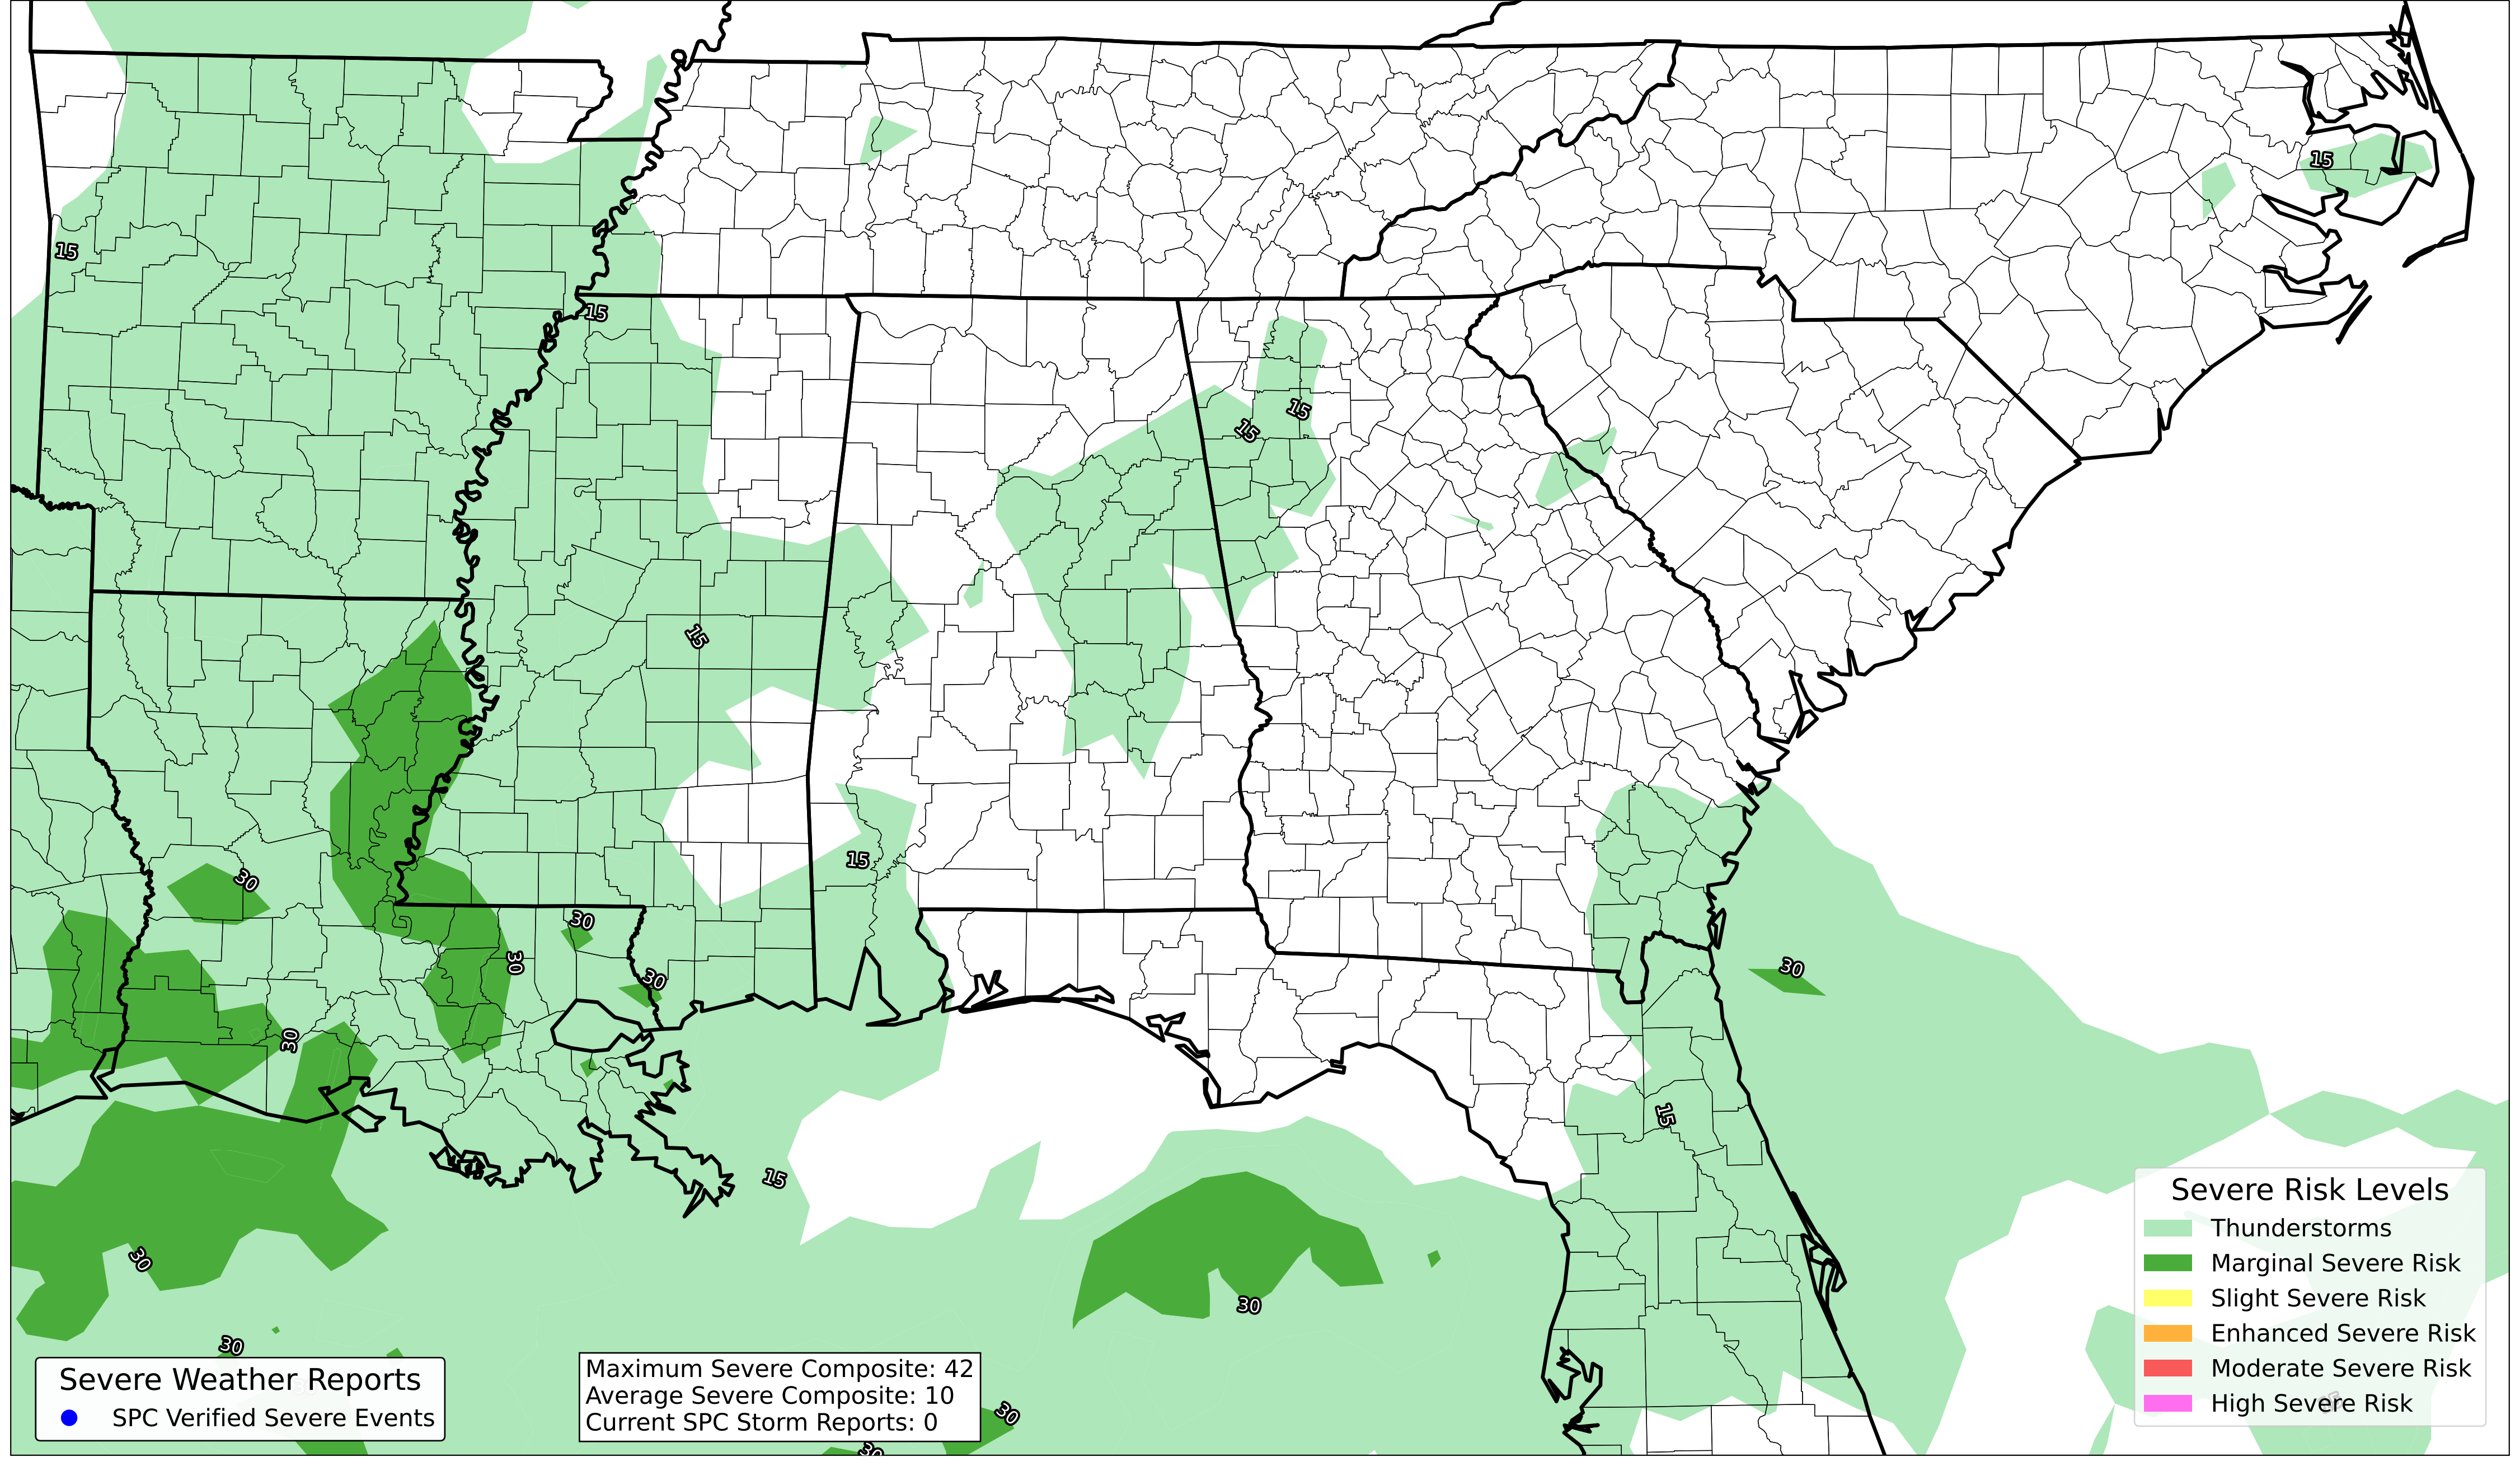 15
15
15
15
15
15
15
30
30
30
30
30
30
15
15
30
30
30
30
30
Severe Risk Levels
Thunderstorms
Marginal Severe Risk
Slight Severe Risk
Enhanced Severe Risk
Moderate Severe Risk
High Severe Risk
Severe Weather Reports
SPC Verified Severe Events
Maximum Severe Composite: 42
Average Severe Composite: 10
Current SPC Storm Reports: 0